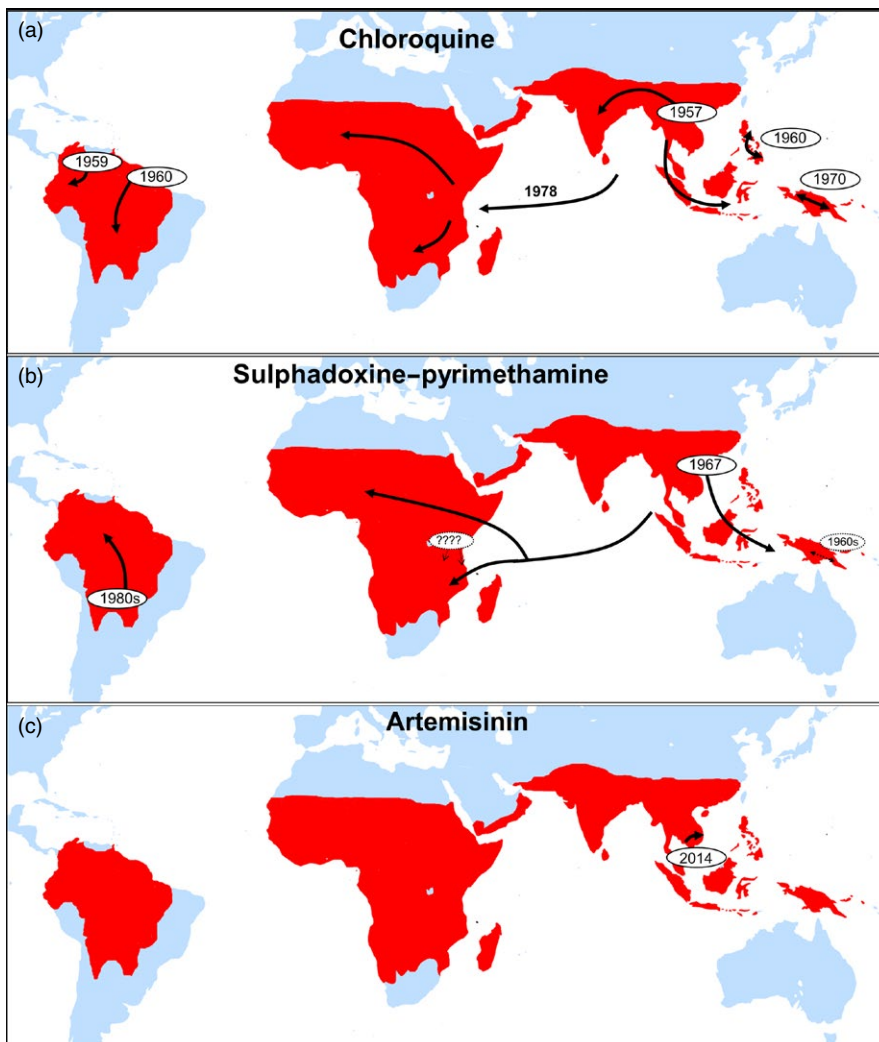 (a)
Chloroquine
1957
1960
1959
1960
1970
1978
(b)
Sulphadoxine–pyrimethamine
1967
????
1960s
1980s
(c)
Artemisinin
2014